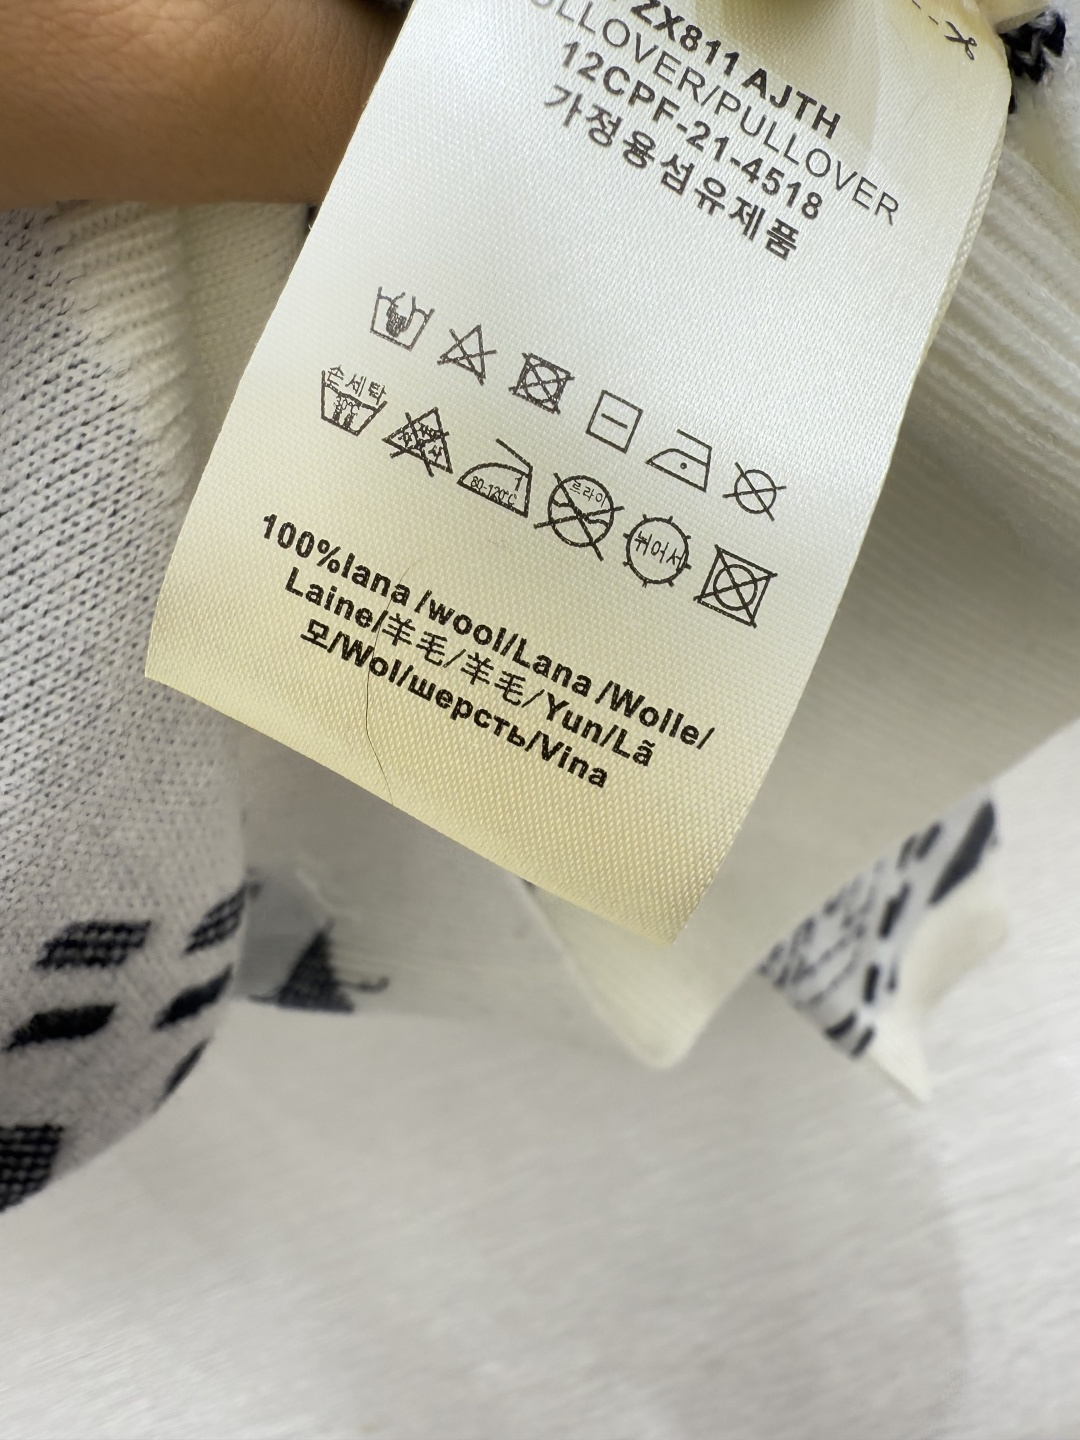 ZX811 AJTH
LLOVER/PULLOVER
12CPF-21-4518
가정용섬유제품
손세탁
30℃
1
80-120℃
드라이
뉘어서
100%lana/wool/Lana/Wolle/
Laine/羊毛/羊毛/Yun/Lã
모/Wol/шерсть/Vina